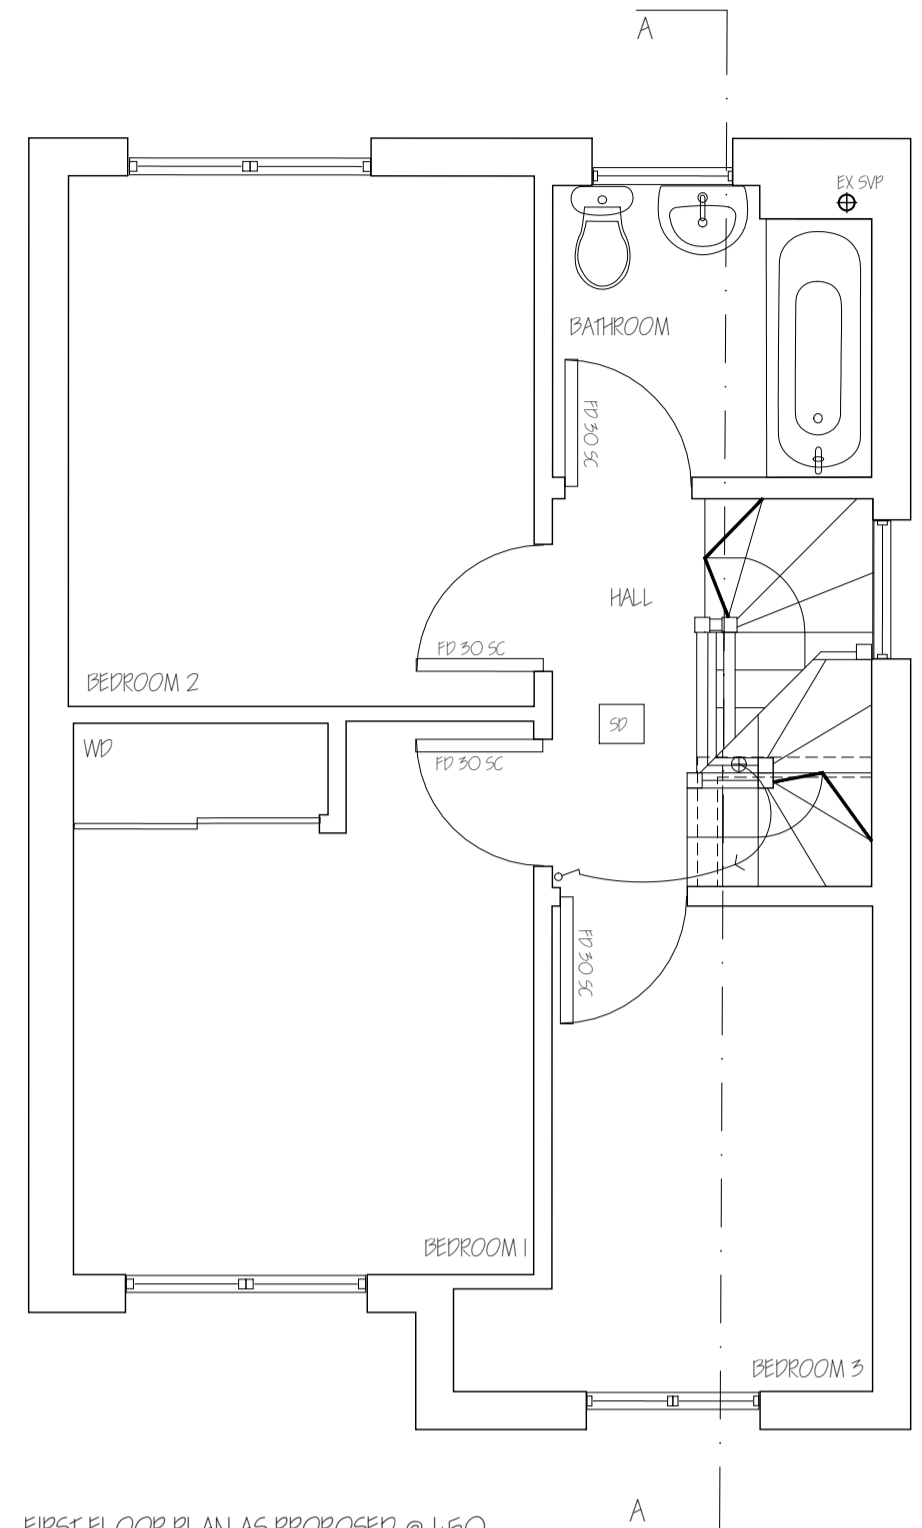 A
EX SVP
BATHROOM
FD 30 SC
HALL
FD 30 SC
BEDROOM 2
SD
WD
FD 30 SC
FD 30 SC
BEDROOM 1
BEDROOM 3
A
FIRST FLOOR PLAN AS PROPOSED @ 1:50